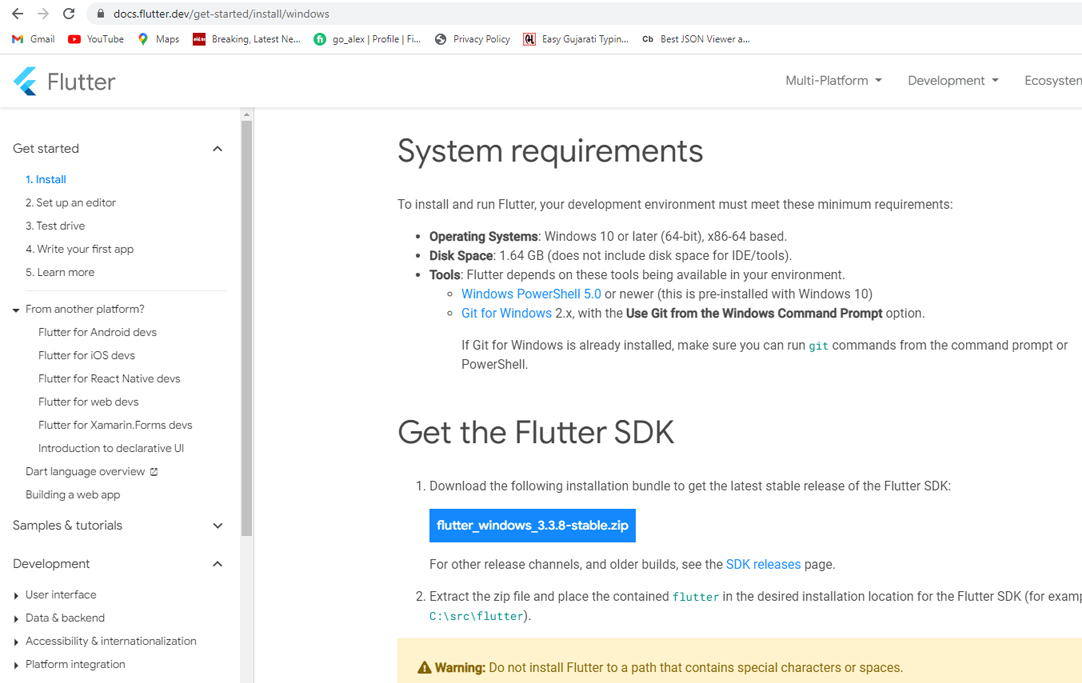 docs.flutter.dev/get-started/install/windows
Gmail YouTube Maps Breaking, Latest Ne... go_alex | Profile | Fi... Privacy Policy Easy Gujarati Typin... Cb Best JSON Viewer a...
Flutter Multi-Platform Development Ecosystem
Get started
1. Install
2. Set up an editor
3. Test drive
4. Write your first app
5. Learn more
From another platform?
Flutter for Android devs
Flutter for iOS devs
Flutter for React Native devs
Flutter for web devs
Flutter for Xamarin.Forms devs
Introduction to declarative UI
Dart language overview
Building a web app
Samples & tutorials
Development
User interface
Data & backend
Accessibility & internationalization
Platform integration
System requirements
To install and run Flutter, your development environment must meet these minimum requirements:
• Operating Systems: Windows 10 or later (64-bit), x86-64 based.
• Disk Space: 1.64 GB (does not include disk space for IDE/tools).
• Tools: Flutter depends on these tools being available in your environment.
Windows PowerShell 5.0 or newer (this is pre-installed with Windows 10)
Git for Windows 2.x, with the Use Git from the Windows Command Prompt option.
If Git for Windows is already installed, make sure you can run git commands from the command prompt or
PowerShell.
Get the Flutter SDK
1. Download the following installation bundle to get the latest stable release of the Flutter SDK:
flutter_windows_3.3.8-stable.zip
For other release channels, and older builds, see the SDK releases page.
2. Extract the zip file and place the contained flutter in the desired installation location for the Flutter SDK (for examp
C:\src\flutter).
Warning: Do not install Flutter to a path that contains special characters or spaces.